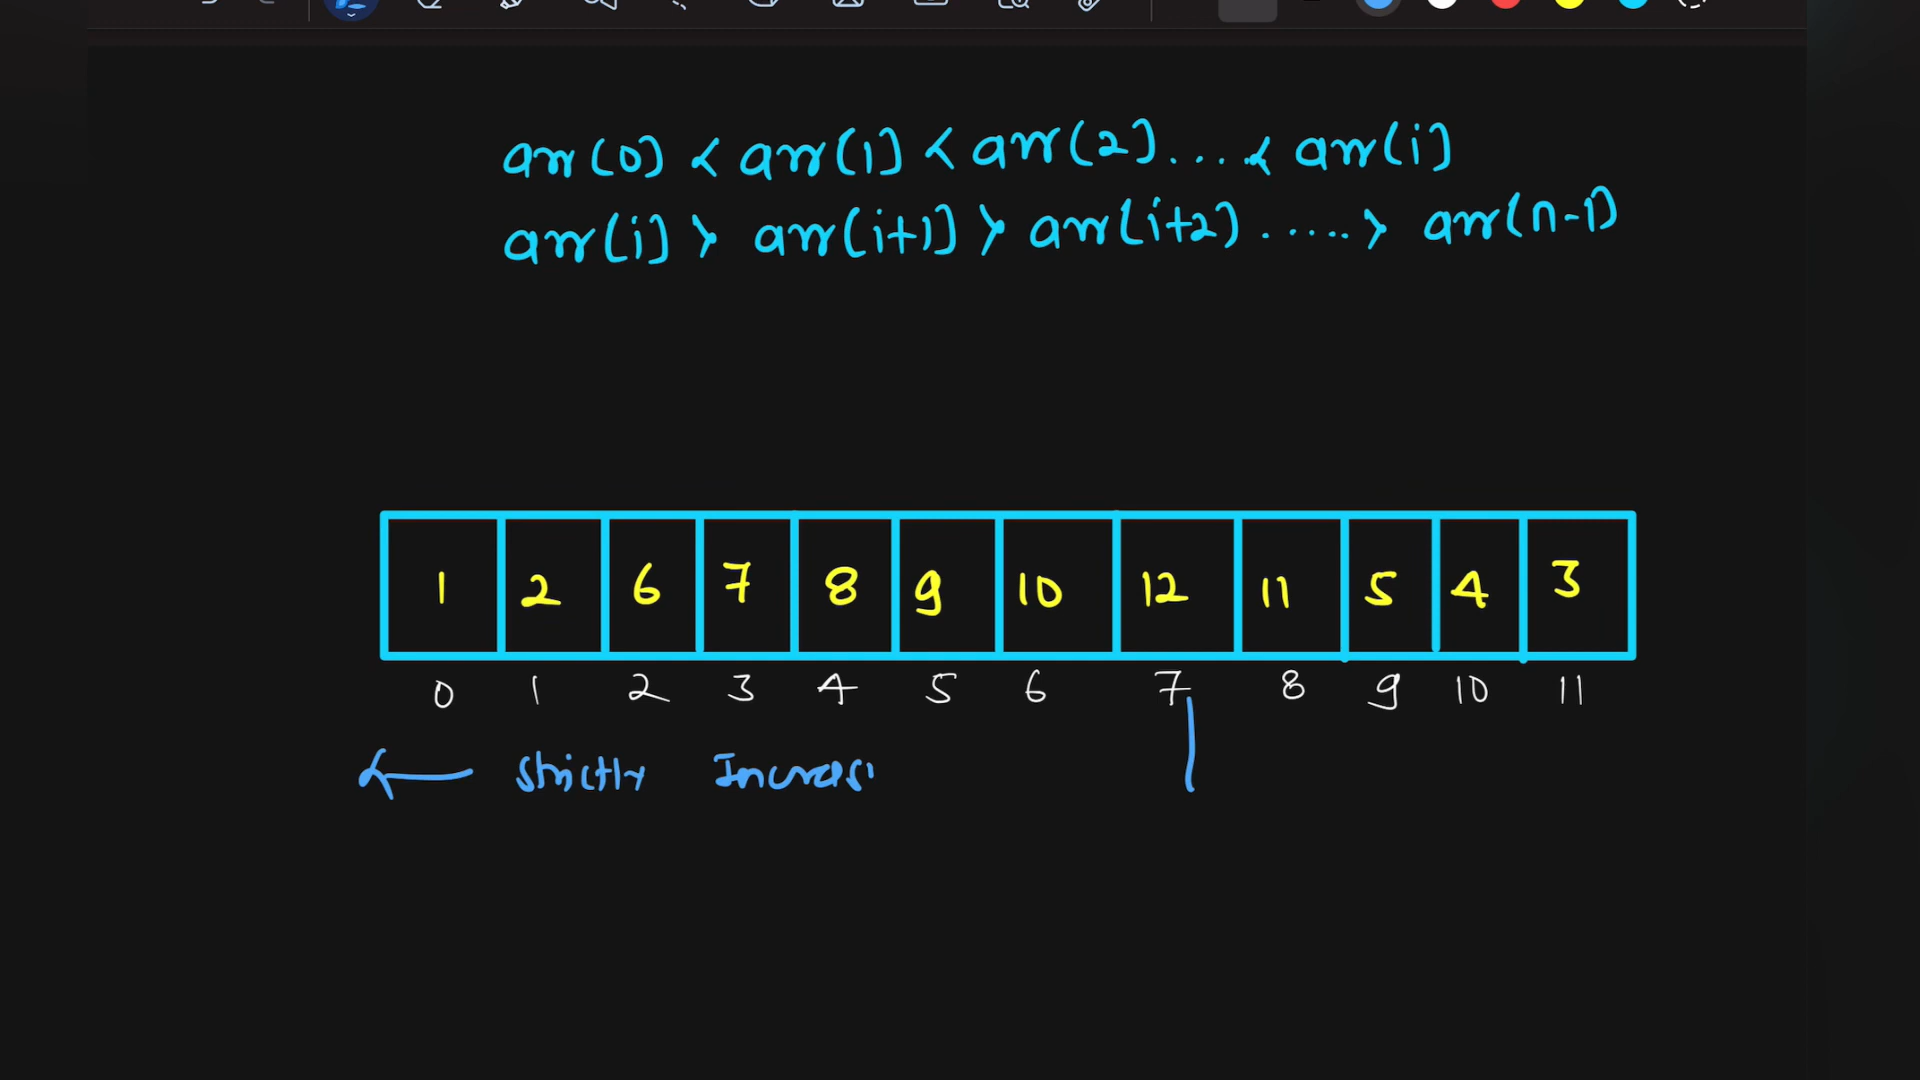 arr[0] < arr[1] < arr[2]....< arr[i]
arr[i] > arr[i+1] > arr[i+2) .....> arr[n-1)
1 2 6 7 8 9 10 12 11 5 4 3
0 1 2 3 4 5 6 7 8 9 10 11
← Strictly Increasi